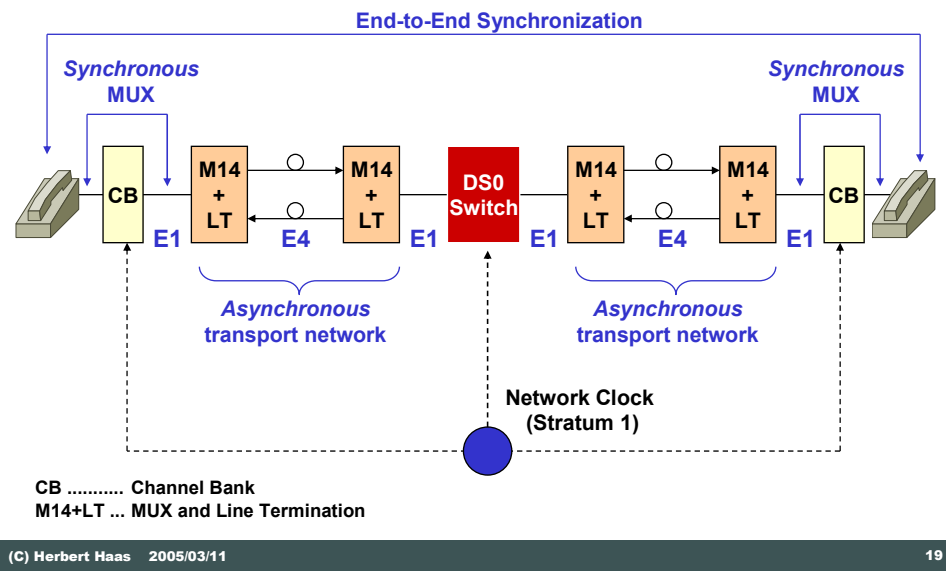 End-to-End Synchronization
Synchronous
MUX
Synchronous
MUX
CB
M14
+
LT
M14
+
LT
DS0
Switch
M14
+
LT
M14
+
LT
CB
E1
E4
E1
E1
E4
E1
Asynchronous
transport network
Asynchronous
transport network
Network Clock
(Stratum 1)
CB ........... Channel Bank
M14+LT ... MUX and Line Termination
(C) Herbert Haas 2005/03/11
19